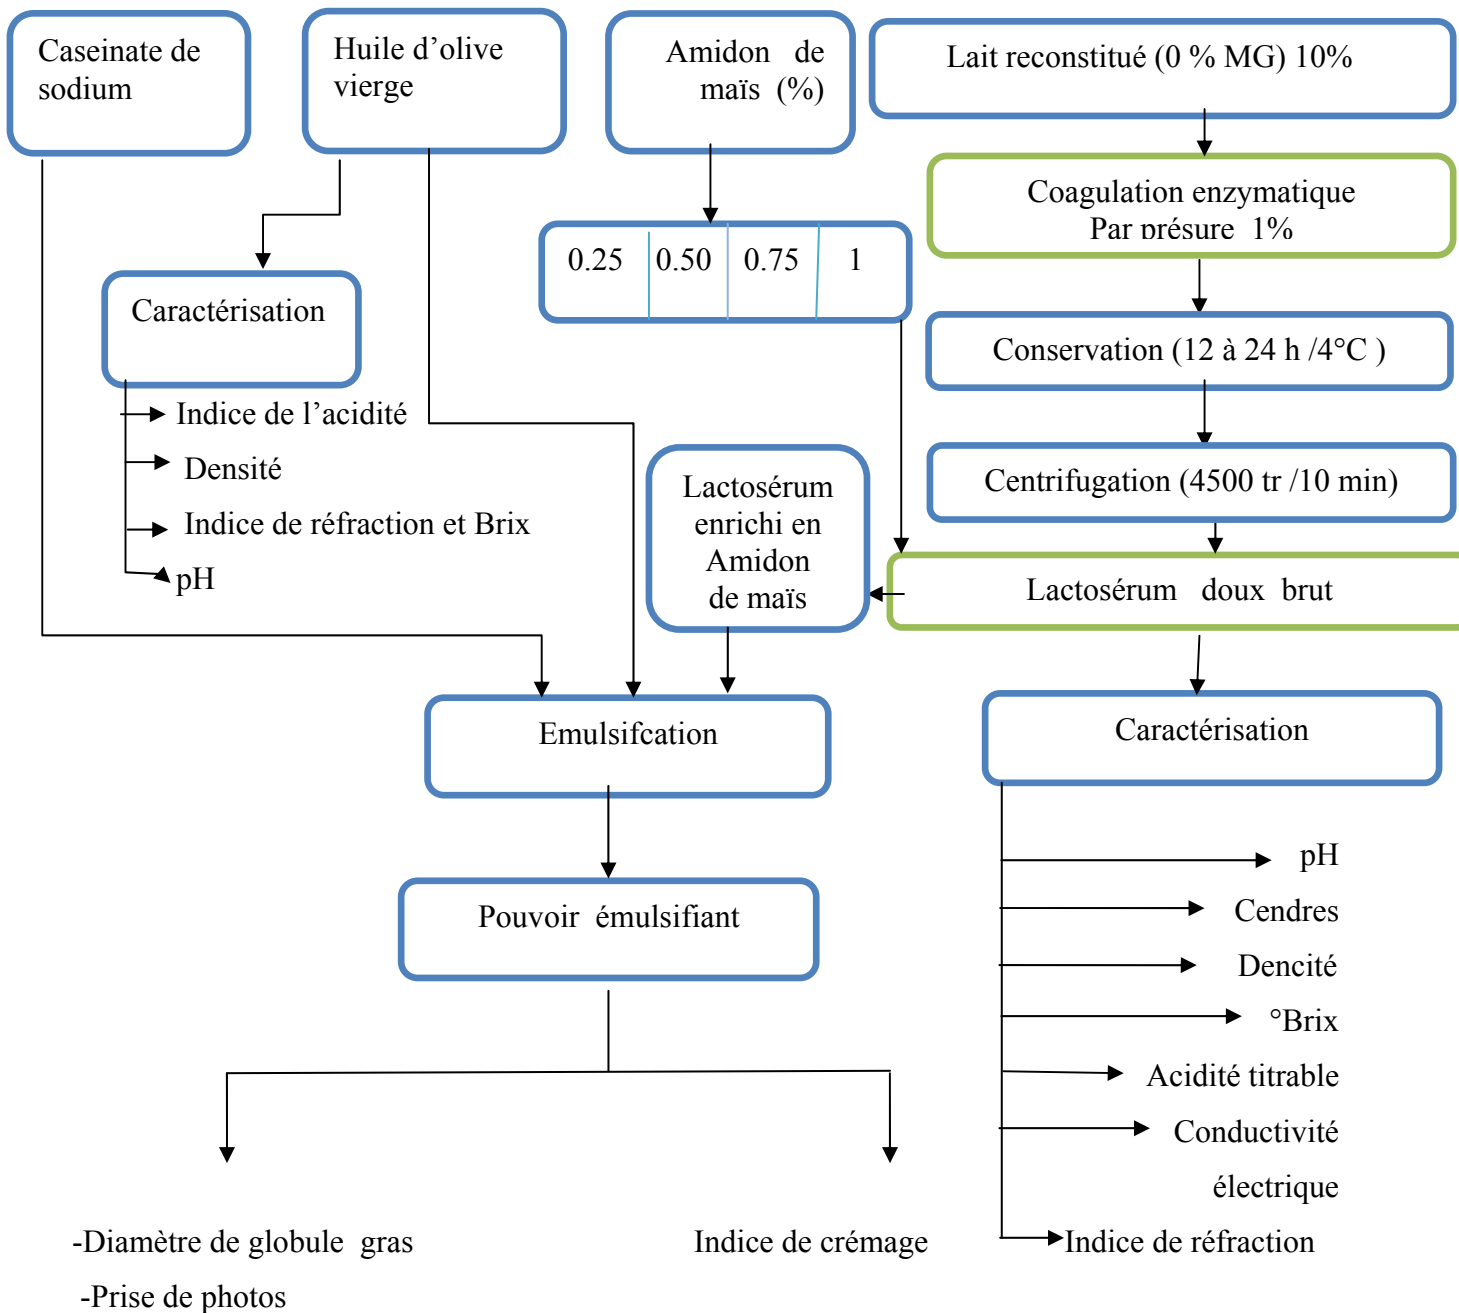 Caseinate de
sodium
Huile d’olive
vierge
Amidon de
maïs (%)
Lait reconstitué (0 % MG) 10%
Coagulation enzymatique
Par présure 1%
0.25 0.50 0.75 1
Caractérisation
Conservation (12 à 24 h /4°C )
Indice de l’acidité
Densité
Indice de réfraction et Brix
pH
Lactosérum
enrichi en
Amidon
de maïs
Centrifugation (4500 tr /10 min)
Lactosérum doux brut
Emulsifcation
Caractérisation
Pouvoir émulsifiant
pH
Cendres
Dencité
°Brix
Acidité titrable
Conductivité
électrique
Indice de réfraction
-Diamètre de globule gras
-Prise de photos
Indice de crémage